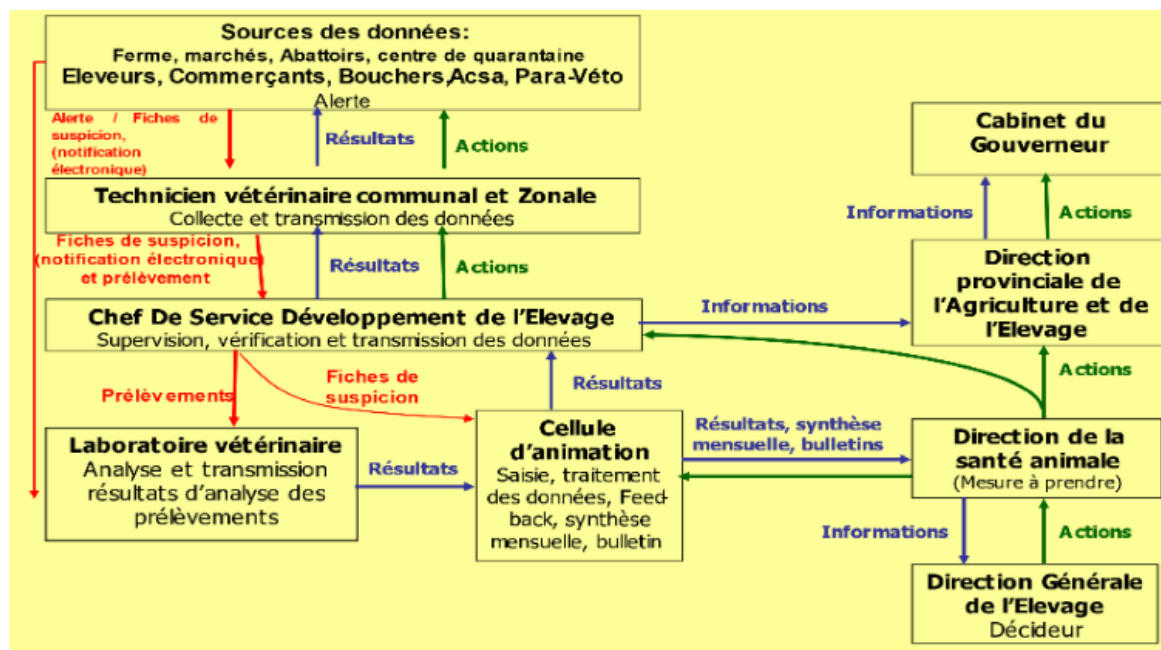 Sources des données:
Ferme, marchés, Abattoirs, centre de quarantaine
Eleveurs, Commerçants, Bouchers,Acsa, Para-Véto
Alerte
Alerte / Fiches de
suspicion,
(notification
électronique)
Résultats
Actions
Technicien vétérinaire communal et Zonale
Collecte et transmission des données
Fiches de suspicion,
(notification électronique)
et prélèvement
Résultats
Actions
Chef De Service Développement de l'Elevage
Supervision, vérification et transmission des données
Prélèvements
Fiches de
suspicion
Résultats
Laboratoire vétérinaire
Analyse et transmission
résultats d'analyse des
prélèvements
Résultats
Cellule
d'animation
Saisie, traitement
des données, Feed-
back, synthèse
mensuelle, bulletin
Informations
Résultats, synthèse
mensuelle, bulletins
Cabinet du
Gouverneur
Informations
Actions
Direction
provinciale de
l'Agriculture et de
l'Elevage
Actions
Direction de la
santé animale
(Mesure à prendre)
Informations
Actions
Direction Générale
de l'Elevage
Décideur